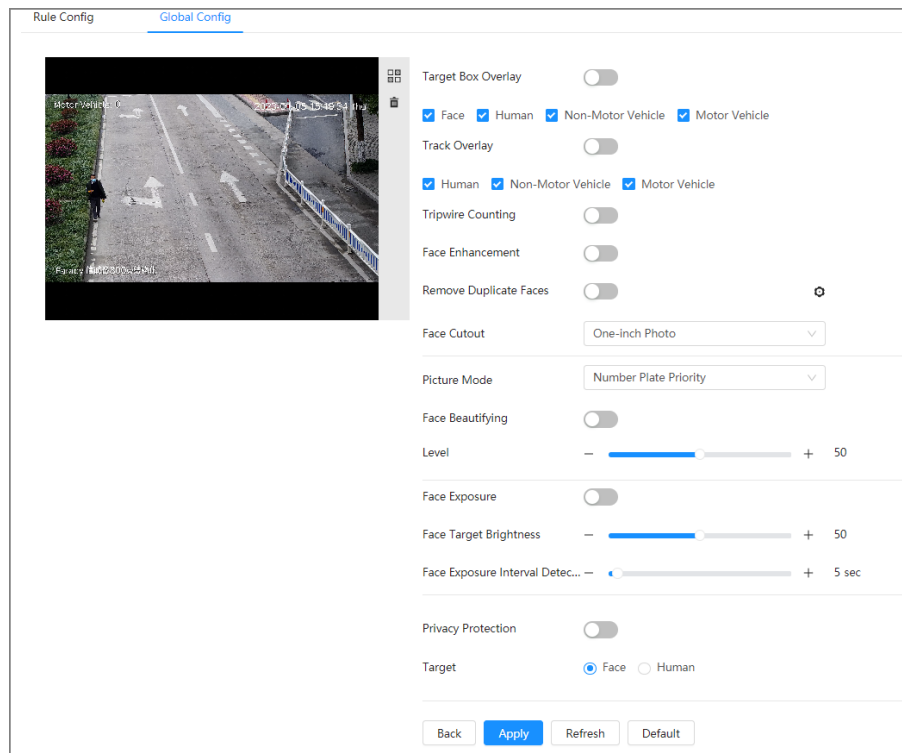 Rule Config Global Config
Target Box Overlay
Motor Vehicle: 0
Face Human Non-Motor Vehicle Motor Vehicle
Track Overlay
Human Non-Motor Vehicle Motor Vehicle
Tripwire Counting
Face Enhancement
Remove Duplicate Faces
Face Cutout One-inch Photo
Picture Mode Number Plate Priority
Face Beautifying
Level − + 50
Face Exposure
Face Target Brightness − + 50
Face Exposure Interval Detec... − + 5 sec
Privacy Protection
Target Face Human
Back Apply Refresh Default